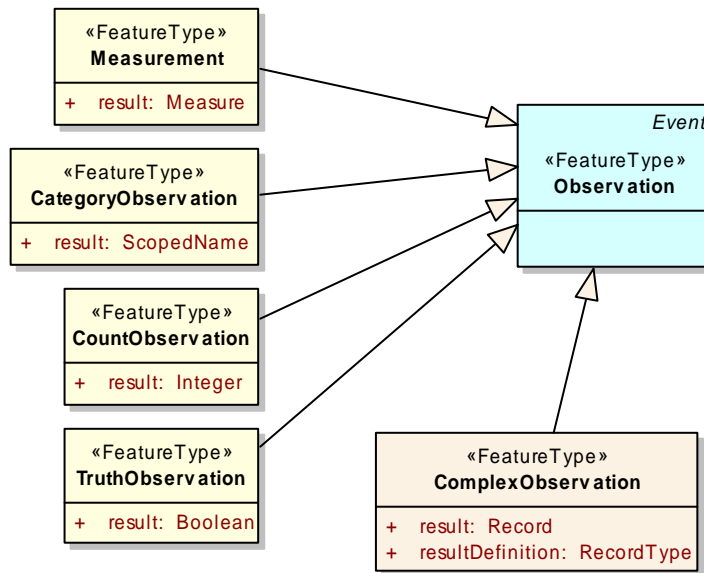 «FeatureType»
Measurement
+ result: Measure
Event
«FeatureType»
Observation
«FeatureType»
CategoryObservation
+ result: ScopedName
«FeatureType»
CountObservation
+ result: Integer
«FeatureType»
TruthObservation
+ result: Boolean
«FeatureType»
ComplexObservation
+ result: Record
+ resultDefinition: RecordType